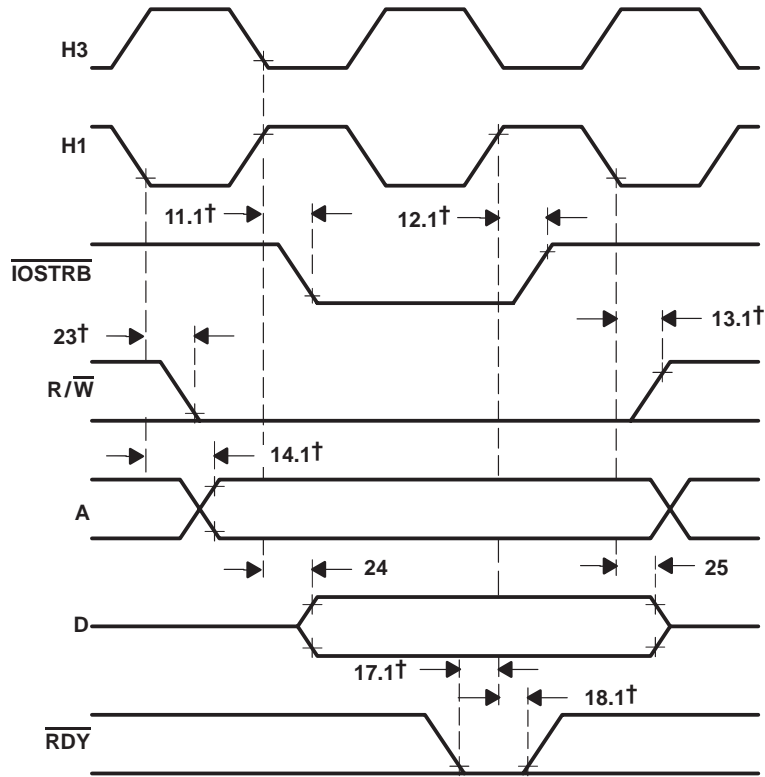 H3
H1
11.1†
12.1†
IOSTRB
23†
13.1†
R/W
14.1†
A
24
25
D
17.1†
18.1†
RDY